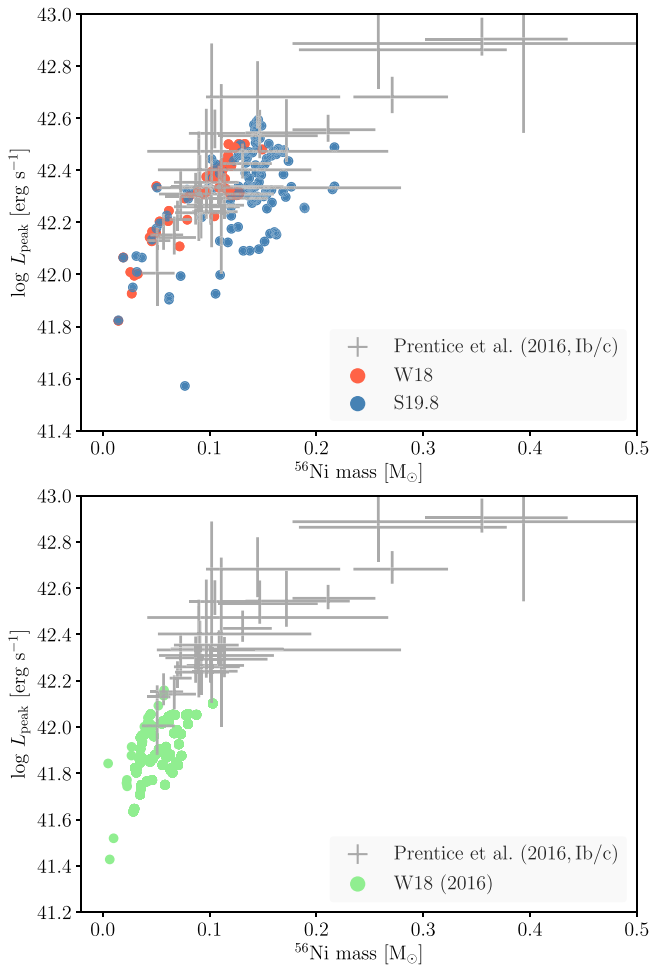 43.0
42.8
42.6
42.4
42.2
42.0
41.8
41.6
41.4
log L_peak [erg s⁻¹]
Prentice et al. (2016, Ib/c)
W18
S19.8
0.0 0.1 0.2 0.3 0.4 0.5
⁵⁶Ni mass [M⊙]
43.0
42.8
42.6
42.4
42.2
42.0
41.8
41.6
41.4
41.2
log L_peak [erg s⁻¹]
Prentice et al. (2016, Ib/c)
W18 (2016)
0.0 0.1 0.2 0.3 0.4 0.5
⁵⁶Ni mass [M⊙]